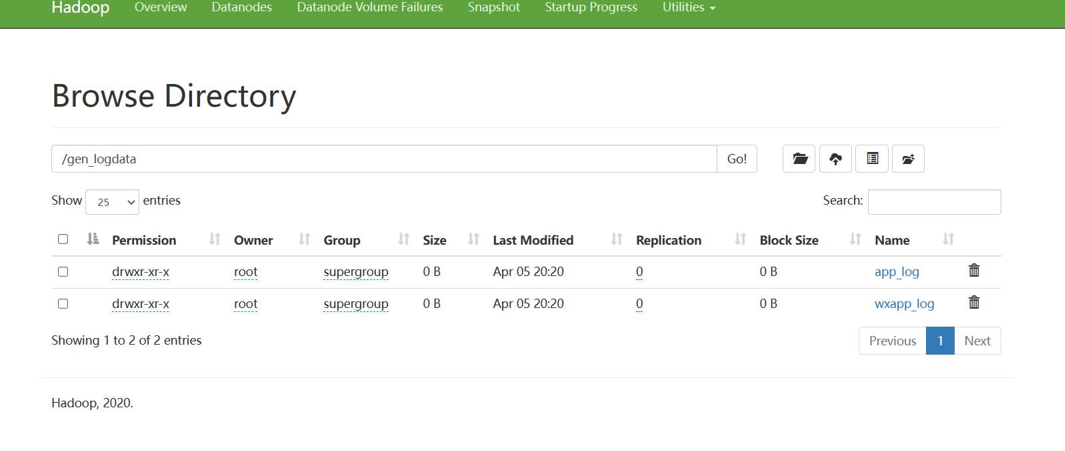 Hadoop Overview Datanodes Datanode Volume Failures Snapshot Startup Progress Utilities
Browse Directory
/gen_logdata Go!
Show 25 entries Search:
Permission Owner Group Size Last Modified Replication Block Size Name
drwxr-xr-x root supergroup 0 B Apr 05 20:20 0 0 B app_log
drwxr-xr-x root supergroup 0 B Apr 05 20:20 0 0 B wxapp_log
Showing 1 to 2 of 2 entries Previous 1 Next
Hadoop, 2020.